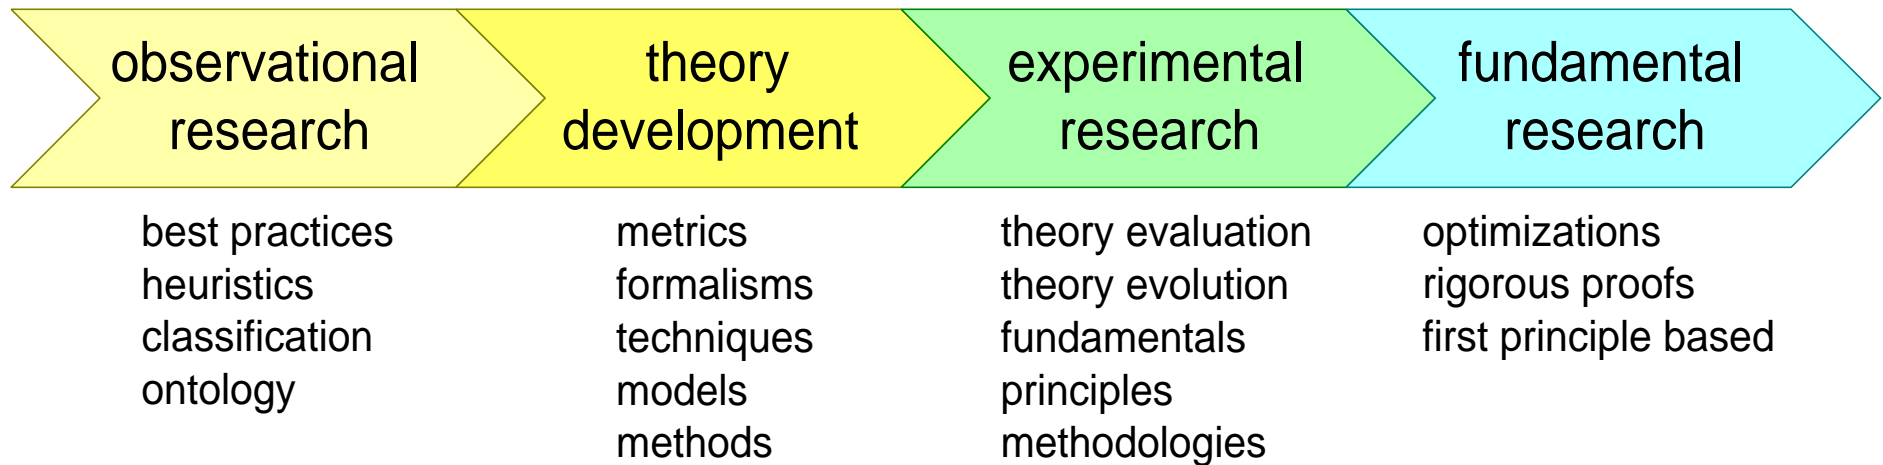 observational
research
theory
development
experimental
research
fundamental
research
best practices
heuristics
classification
ontology
metrics
formalisms
techniques
models
methods
theory evaluation
theory evolution
fundamentals
principles
methodologies
optimizations
rigorous proofs
first principle based